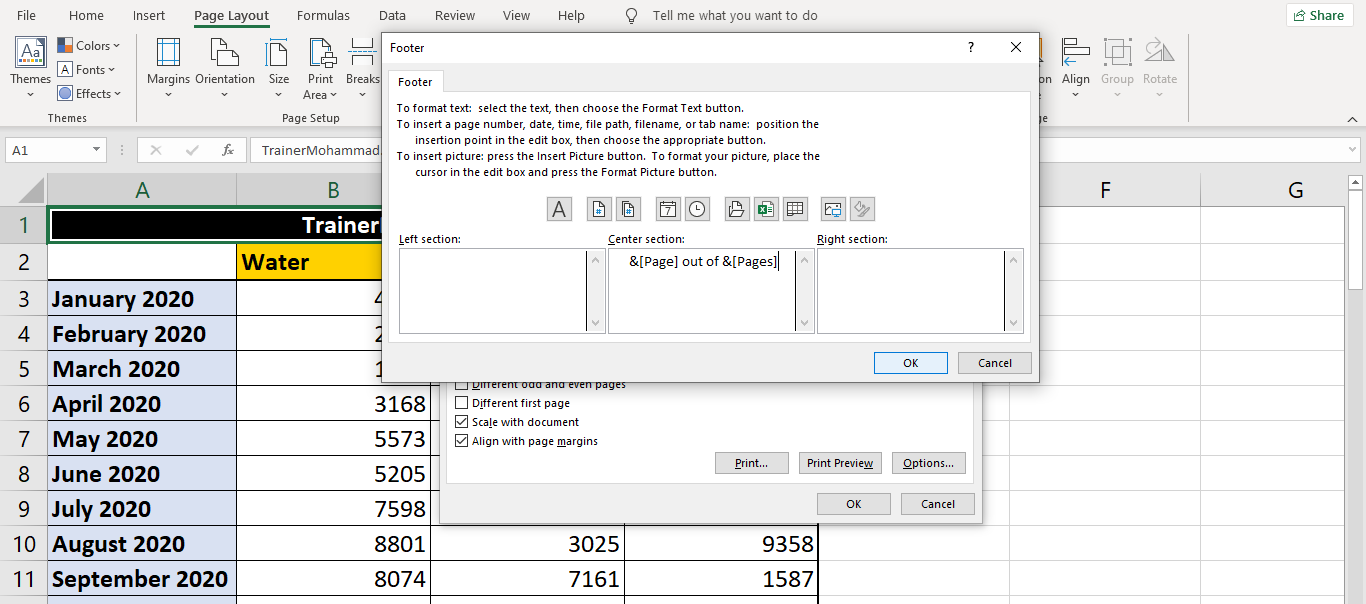 File Home Insert Page Layout Formulas Data Review View Help Tell me what you want to do Share
Aa Themes Colors Fonts Effects
Themes
Margins Orientation Size Print Area Breaks
Page Setup
Align Group Rotate
A1 fx TrainerMohammad
A B F G
1
2 Water
3 January 2020
4 February 2020
5 March 2020
6 April 2020 3168
7 May 2020 5573
8 June 2020 5205
9 July 2020 7598
10 August 2020 8801 3025 9358
11 September 2020 8074 7161 1587
Footer ?
Footer
To format text: select the text, then choose the Format Text button.
To insert a page number, date, time, file path, filename, or tab name: position the
insertion point in the edit box, then choose the appropriate button.
To insert picture: press the Insert Picture button. To format your picture, place the
cursor in the edit box and press the Format Picture button.
A # # 7
Left section: Center section: Right section:
&[Page] out of &[Pages]
OK Cancel
Different odd and even pages
Different first page
Scale with document
Align with page margins
Print... Print Preview Options...
OK Cancel